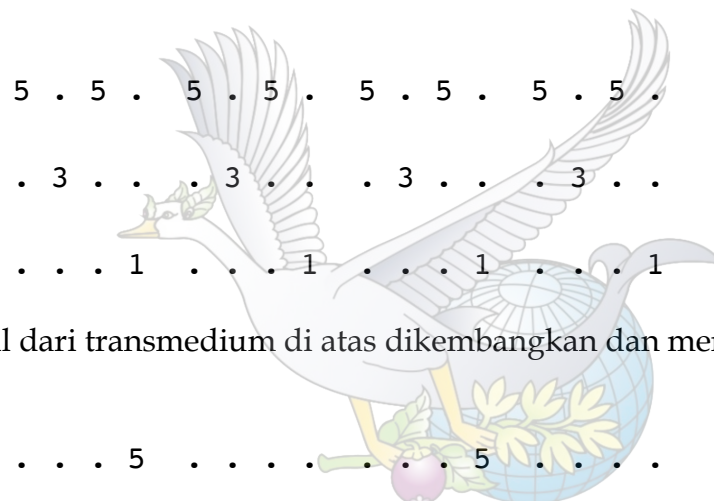 5 . 5 . 5 . 5 . 5 . 5 . 5 . 5 .
. 3 . . . 3 . . . 3 . . . 3 . .
. . . 1 . . . 1 . . . 1 . . . 1
l dari transmedium di atas dikembangkan dan mer
. . . 5 . . . . . . . 5 . . . .